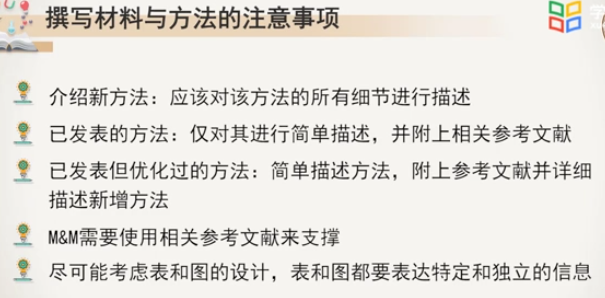 撰写材料与方法的注意事项
介绍新方法：应该对该方法的所有细节进行描述
已发表的方法：仅对其进行简单描述，并附上相关参考文献
已发表但优化过的方法：简单描述方法，附上参考文献并详细
描述新增方法
M&M需要使用相关参考文献来支撑
尽可能考虑表和图的设计，表和图都要表达特定和独立的信息